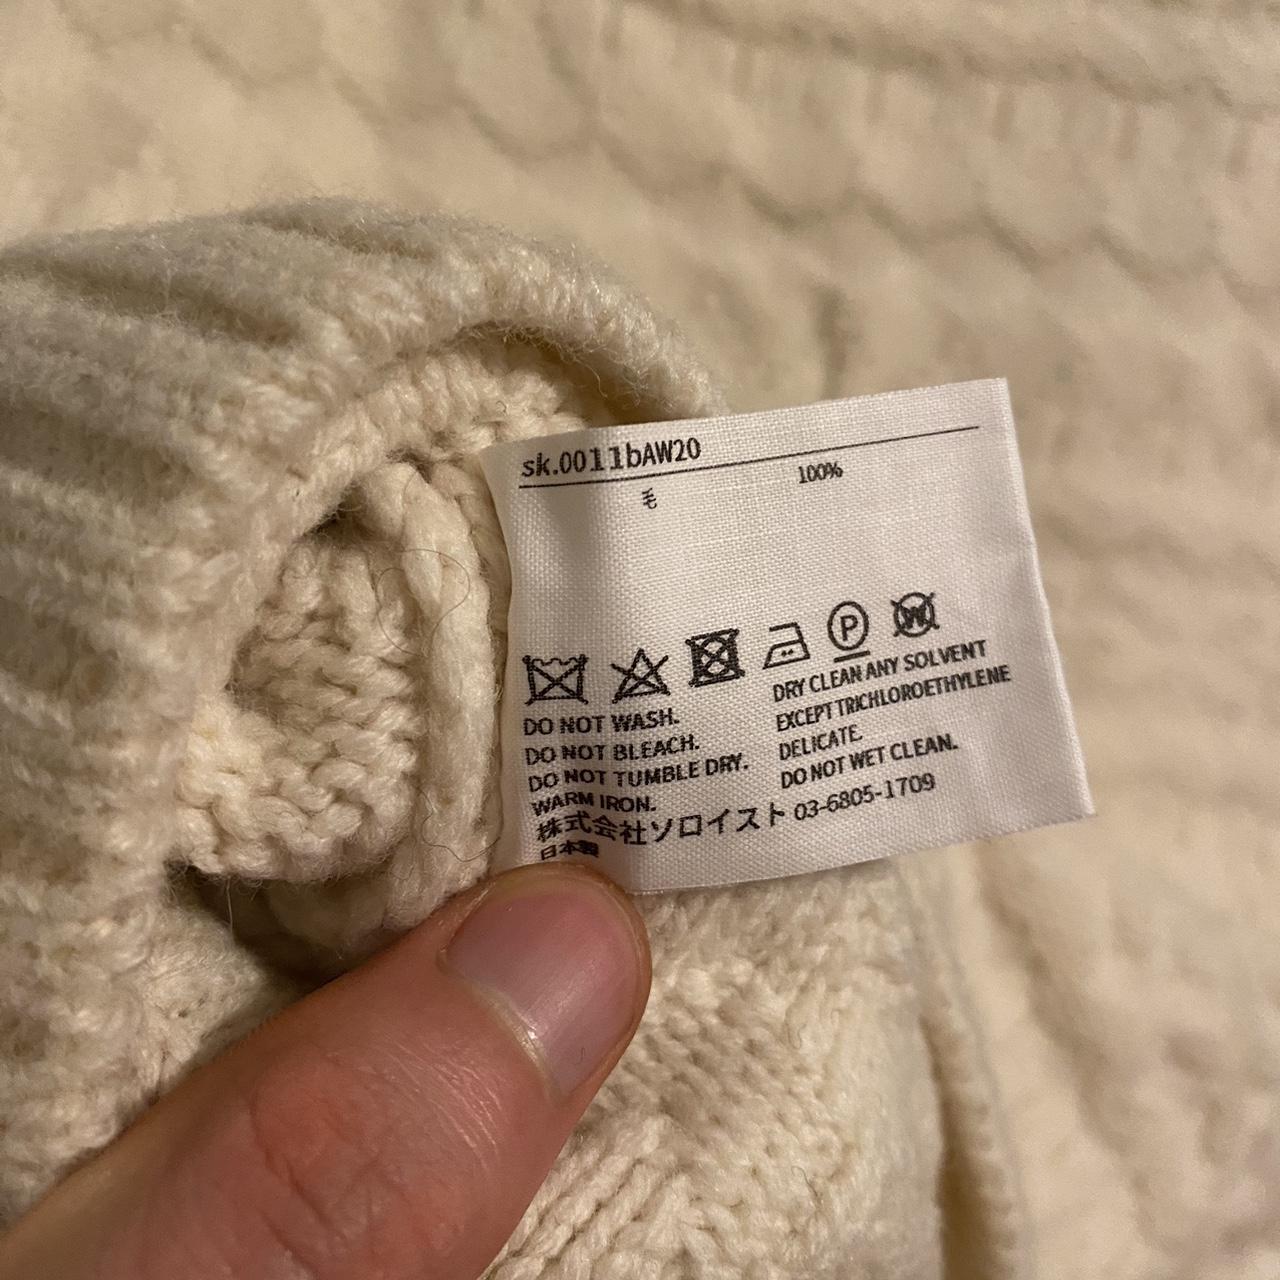 sk.0011bAW20
毛 100%
P W
DO NOT WASH.
DO NOT BLEACH.
DO NOT TUMBLE DRY.
WARM IRON.
DRY CLEAN ANY SOLVENT
EXCEPT TRICHLOROETHYLENE
DELICATE.
DO NOT WET CLEAN.
株式会社ソロイスト 03-6805-1709
日本製